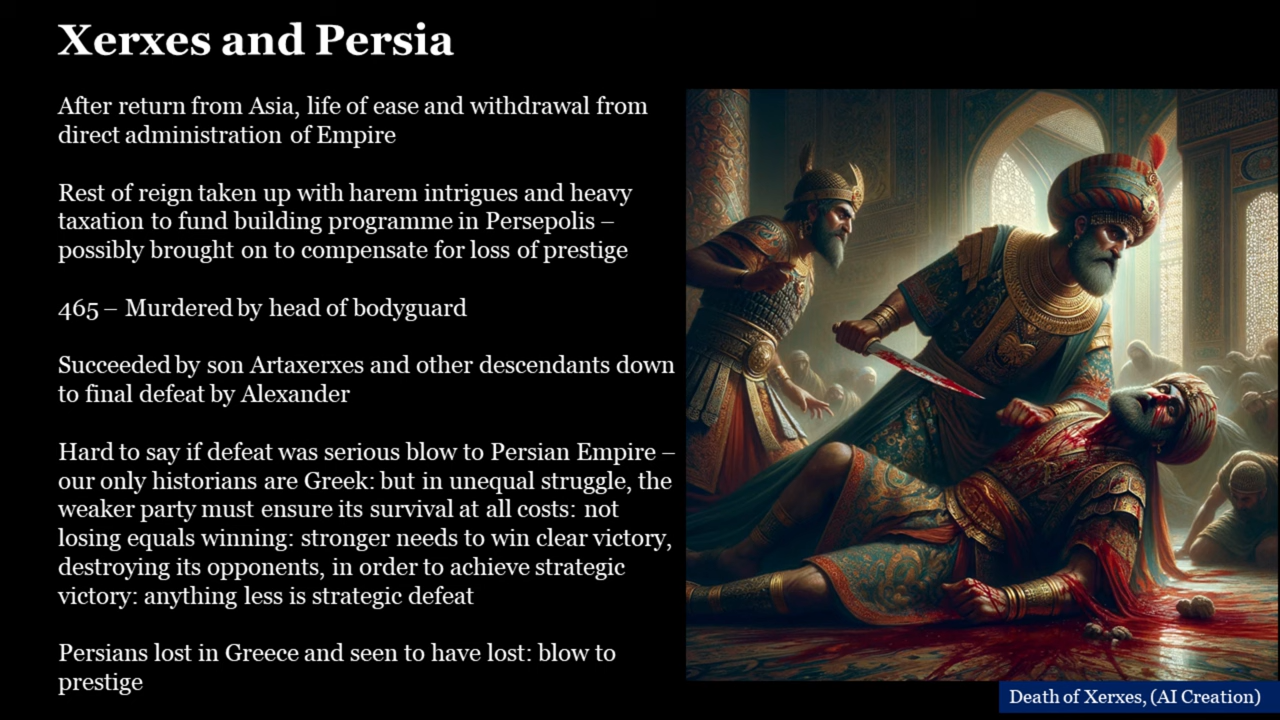 Xerxes and Persia
After return from Asia, life of ease and withdrawal from
direct administration of Empire
Rest of reign taken up with harem intrigues and heavy
taxation to fund building programme in Persepolis –
possibly brought on to compensate for loss of prestige
465 – Murdered by head of bodyguard
Succeeded by son Artaxerxes and other descendants down
to final defeat by Alexander
Hard to say if defeat was serious blow to Persian Empire –
our only historians are Greek: but in unequal struggle, the
weaker party must ensure its survival at all costs: not
losing equals winning: stronger needs to win clear victory,
destroying its opponents, in order to achieve strategic
victory: anything less is strategic defeat
Persians lost in Greece and seen to have lost: blow to
prestige
Death of Xerxes, (AI Creation)